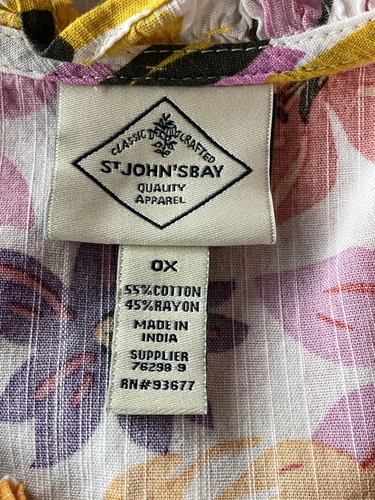 CLASSIC DETAILS CRAFTED
ST JOHN'S BAY
QUALITY
APPAREL
0X
55% COTTON
45% RAYON
MADE IN
INDIA
SUPPLIER
76298-9
RN# 93677